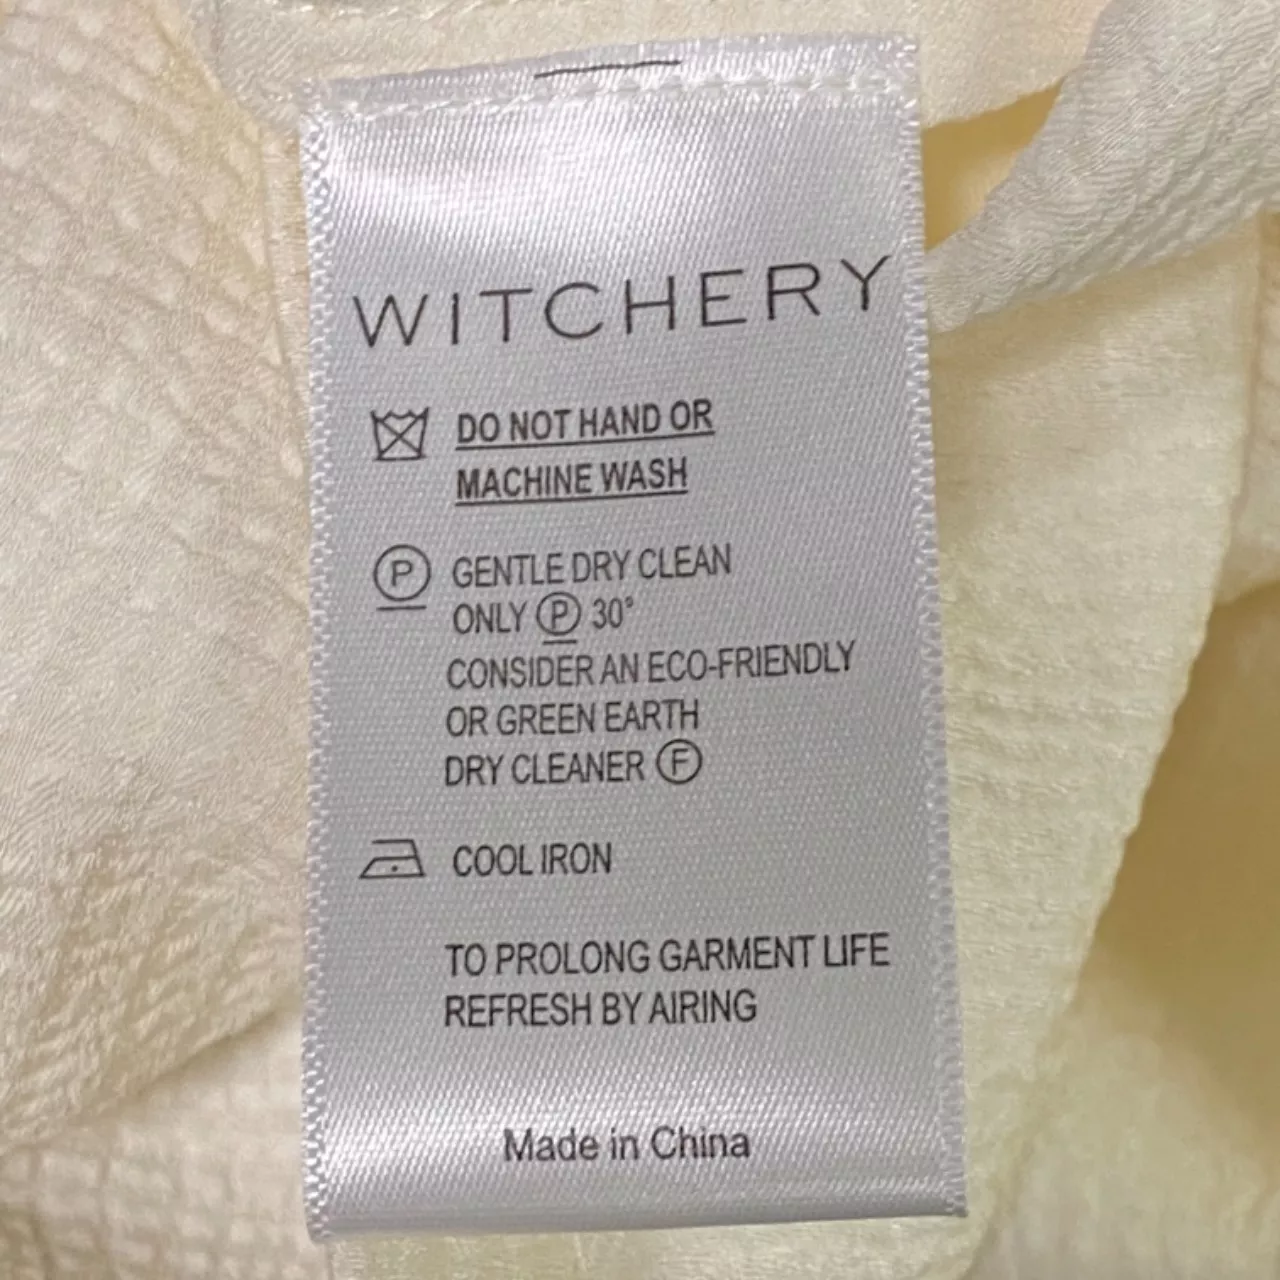 WITCHERY
DO NOT HAND OR
MACHINE WASH
P GENTLE DRY CLEAN
ONLY P 30°
CONSIDER AN ECO-FRIENDLY
OR GREEN EARTH
DRY CLEANER F
COOL IRON
TO PROLONG GARMENT LIFE
REFRESH BY AIRING
Made in China